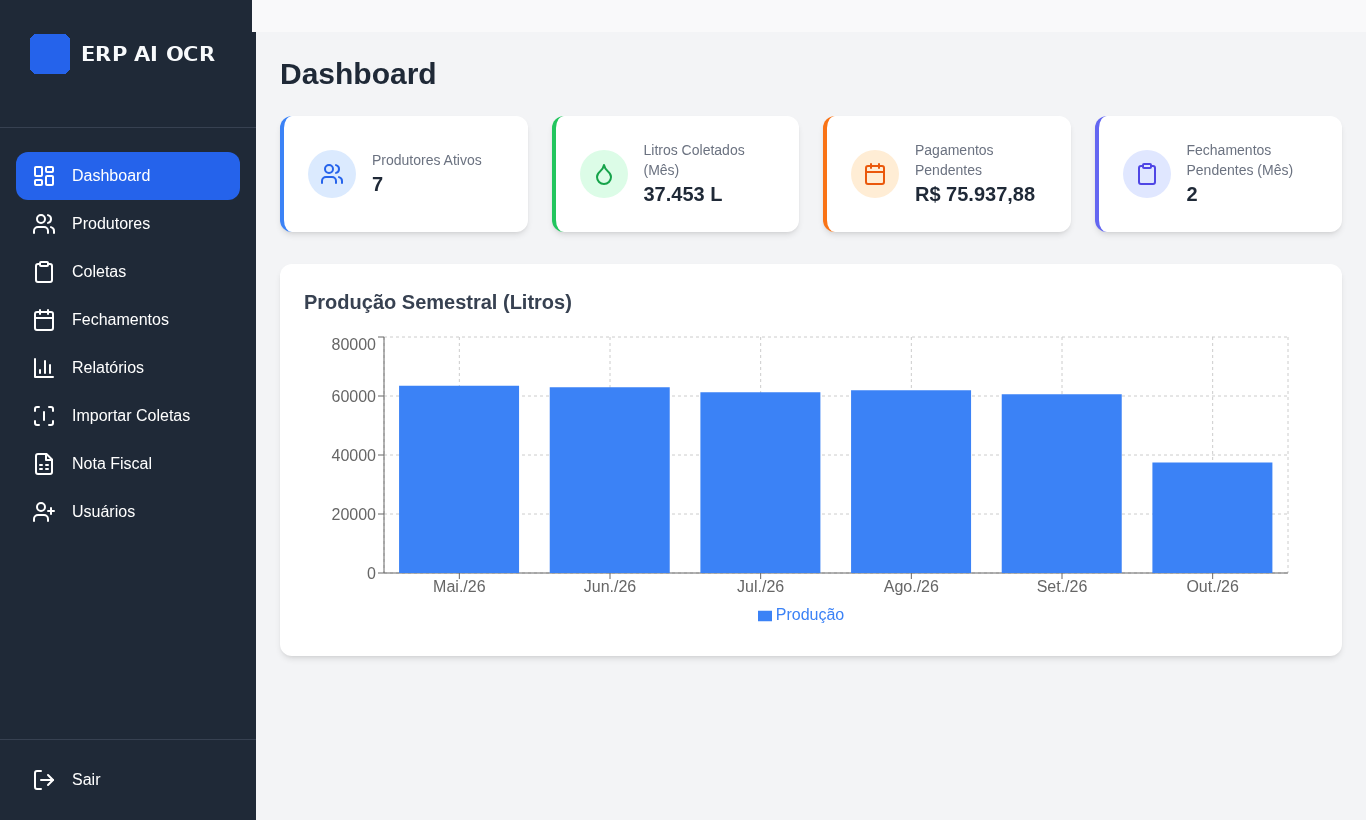 ERP AI OCR
Dashboard
Produtores
Coletas
Fechamentos
Relatórios
Importar Coletas
Nota Fiscal
Usuários
Sair
Dashboard
Produtores Ativos
7
Litros Coletados
(Mês)
37.453 L
Pagamentos
Pendentes
R$ 75.937,88
Fechamentos
Pendentes (Mês)
2
Produção Semestral (Litros)
80000
60000
40000
20000
0
Mai./26 Jun./26 Jul./26 Ago./26 Set./26 Out./26
Produção